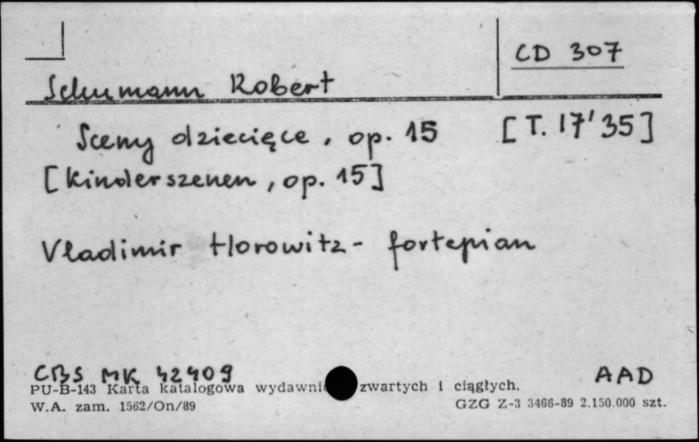 CD 307
Schumann Robert
Sceny dziecięce, op. 15 [T. 17'35]
[Kinderszenen, op. 15]
Vladimir Horowitz - fortepian
CBS MK 42409 AAD
PU-B-143 Karta katalogowa wydawni zwartych i ciągłych.
W.A. zam. 1562/On/89 GZG Z-3 3466-89 2.150.000 szt.